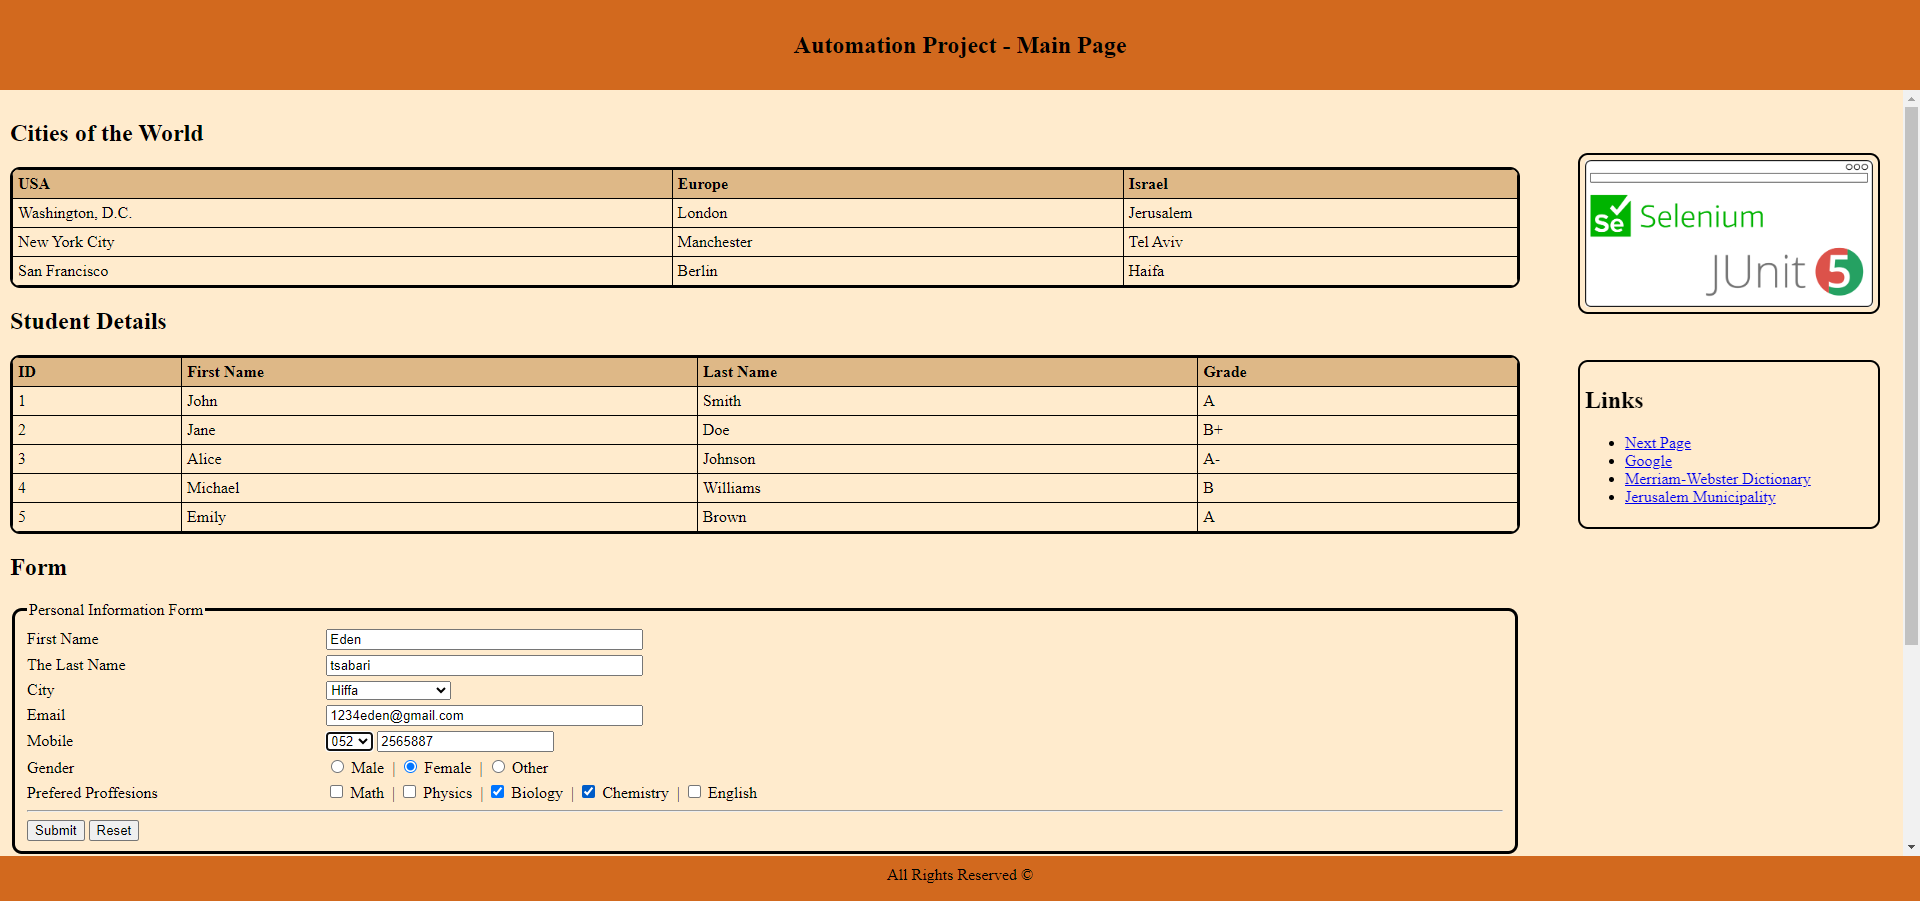 Automation Project - Main Page
Cities of the World
USA Europe Israel
Washington, D.C. London Jerusalem
New York City Manchester Tel Aviv
San Francisco Berlin Haifa
Student Details
ID First Name Last Name Grade
1 John Smith A
2 Jane Doe B+
3 Alice Johnson A-
4 Michael Williams B
5 Emily Brown A
Form
Personal Information Form
First Name Eden
The Last Name tsabari
City Hiffa
Email 1234eden@gmail.com
Mobile 052 2565887
Gender Male | Female | Other
Prefered Proffesions Math | Physics | Biology | Chemistry | English
Submit Reset
Se Selenium
JUnit 5
Links
Next Page
Google
Merriam-Webster Dictionary
Jerusalem Municipality
All Rights Reserved ©